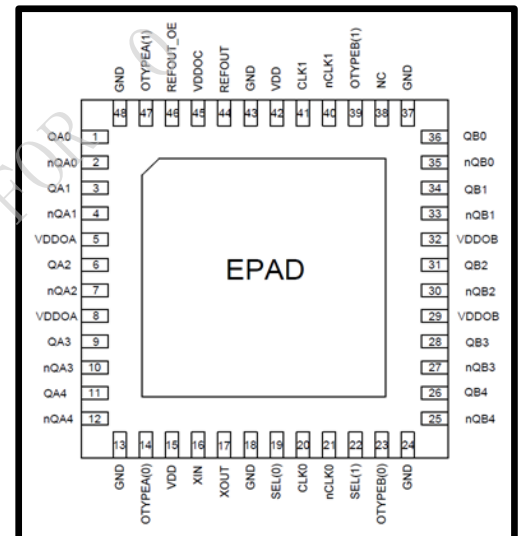 GND OTYPEA(1) REFOUT_OE VDDOC REFOUT GND VDD CLK1 nCLK1 OTYPEB(1) NC GND
48 47 46 45 44 43 42 41 40 39 38 37
QA0 1 36 QB0
nQA0 2 35 nQB0
QA1 3 34 QB1
nQA1 4 33 nQB1
VDDOA 5 32 VDDOB
QA2 6 31 QB2
nQA2 7 30 nQB2
VDDOA 8 29 VDDOB
QA3 9 28 QB3
nQA3 10 27 nQB3
QA4 11 26 QB4
nQA4 12 25 nQB4
EPAD
13 14 15 16 17 18 19 20 21 22 23 24
GND OTYPEA(0) VDD XIN XOUT GND SEL(0) CLK0 nCLK0 SEL(1) OTYPEB(0) GND
FOR